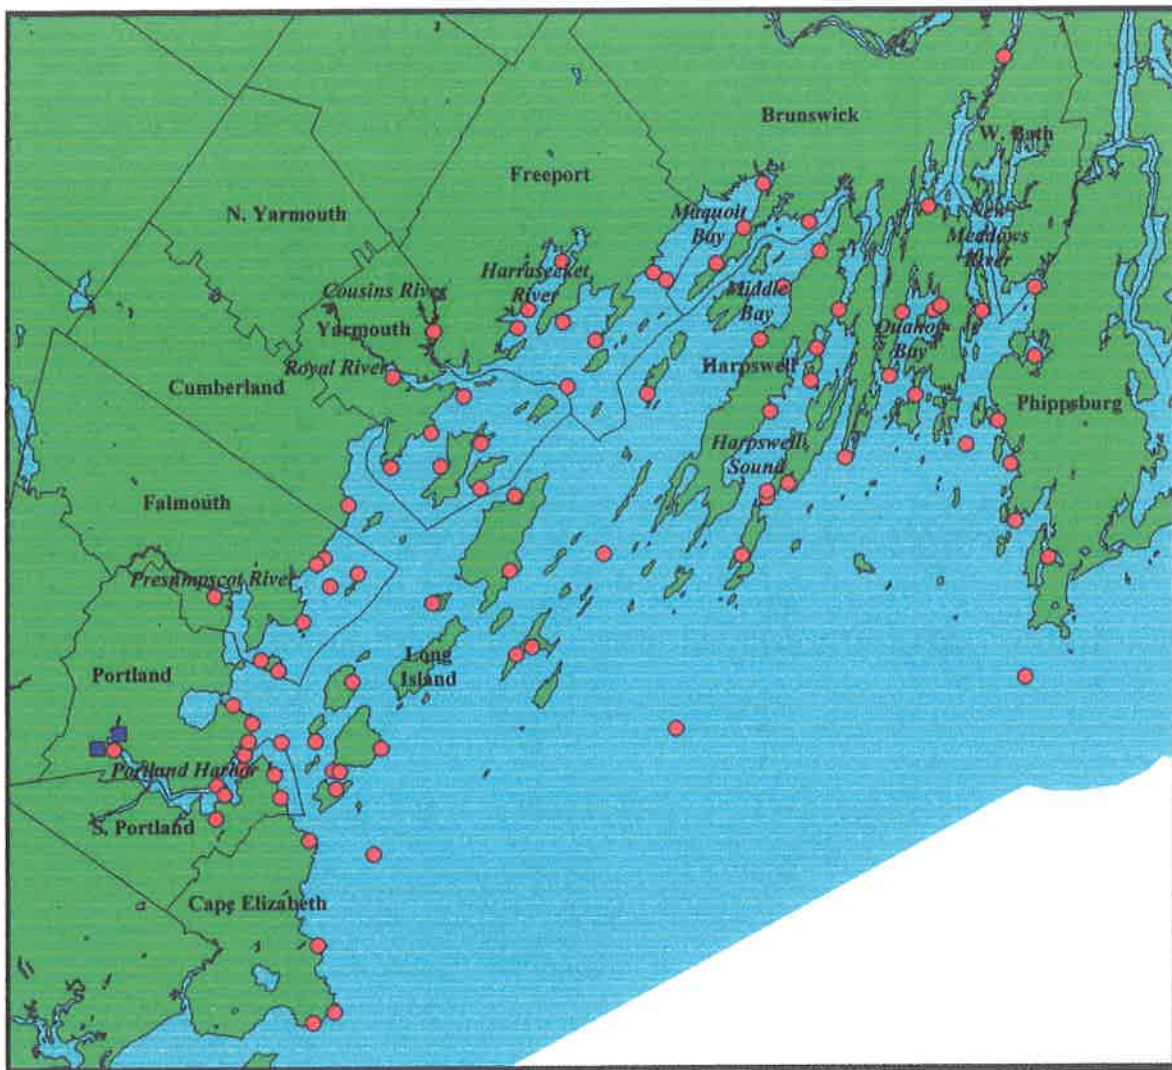 Brunswick
W. Bath
Freeport
N. Yarmouth
Maquoit
Bay
New
Meadows
River
Harraseeket
River
Cousins River
Middle
Bay
Yarmouth
Quahog
Bay
Royal River
Harpswell
Cumberland
Phippsburg
Harpswell
Sound
Falmouth
Presumpscot River
Long
Island
Portland
Portland Harbor
S. Portland
Cape Elizabeth